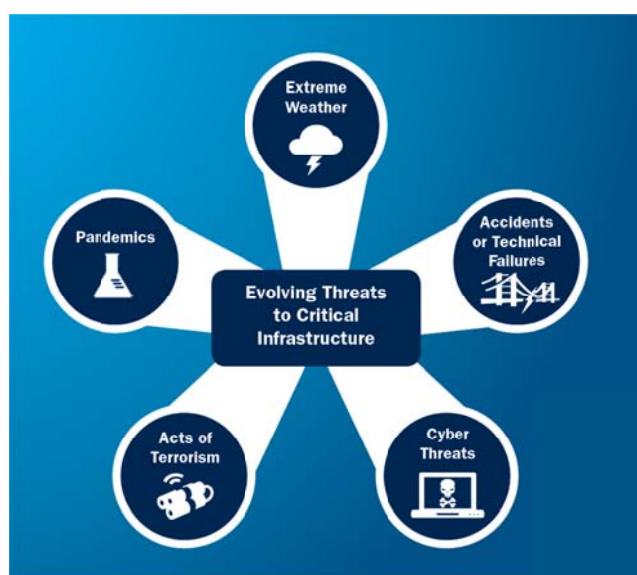 Extreme
Weather
Pandemics
Accidents
or Technical
Failures
Evolving Threats
to Critical
Infrastructure
Acts of
Terrorism
Cyber
Threats